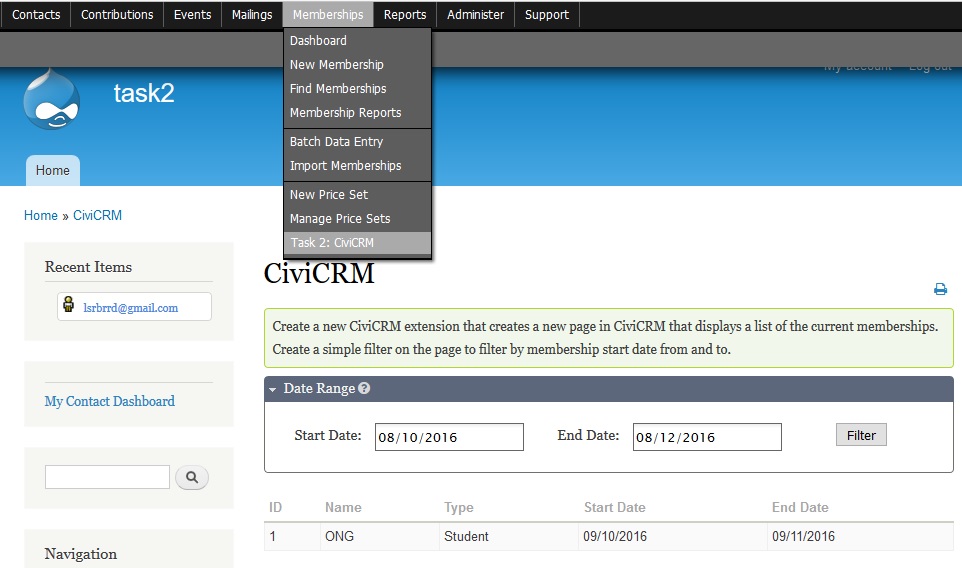 Contacts Contributions Events Mailings Memberships Reports Administer Support
Dashboard
New Membership
Find Memberships
Membership Reports
Batch Data Entry
Import Memberships
New Price Set
Manage Price Sets
Task 2: CiviCRM
My account Log out
task2
Home
Home » CiviCRM
Recent Items
lsrbrrd@gmail.com
My Contact Dashboard
Navigation
CiviCRM
Create a new CiviCRM extension that creates a new page in CiviCRM that displays a list of the current memberships.
Create a simple filter on the page to filter by membership start date from and to.
Date Range
Start Date: 08/10/2016 End Date: 08/12/2016 Filter
ID Name Type Start Date End Date
1 ONG Student 09/10/2016 09/11/2016